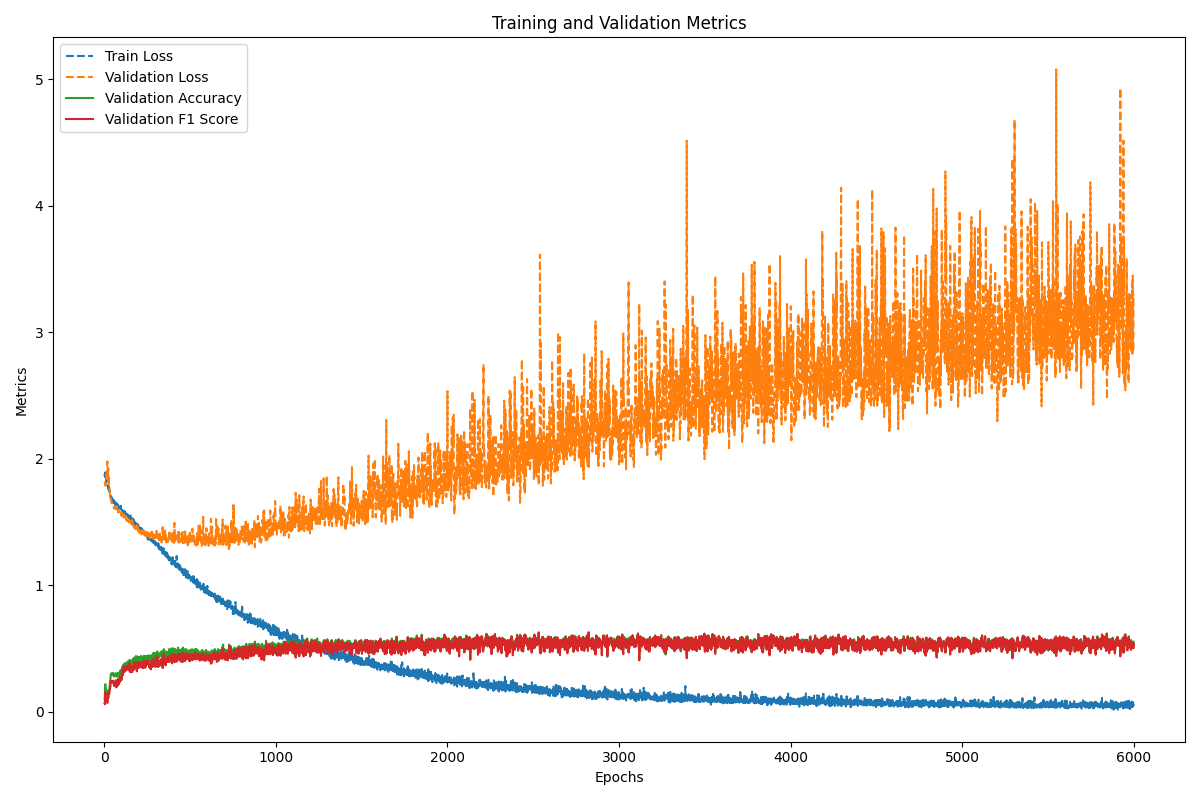 Training and Validation Metrics
Train Loss
Validation Loss
Validation Accuracy
Validation F1 Score
Metrics
5
4
3
2
1
0
0 1000 2000 3000 4000 5000 6000
Epochs